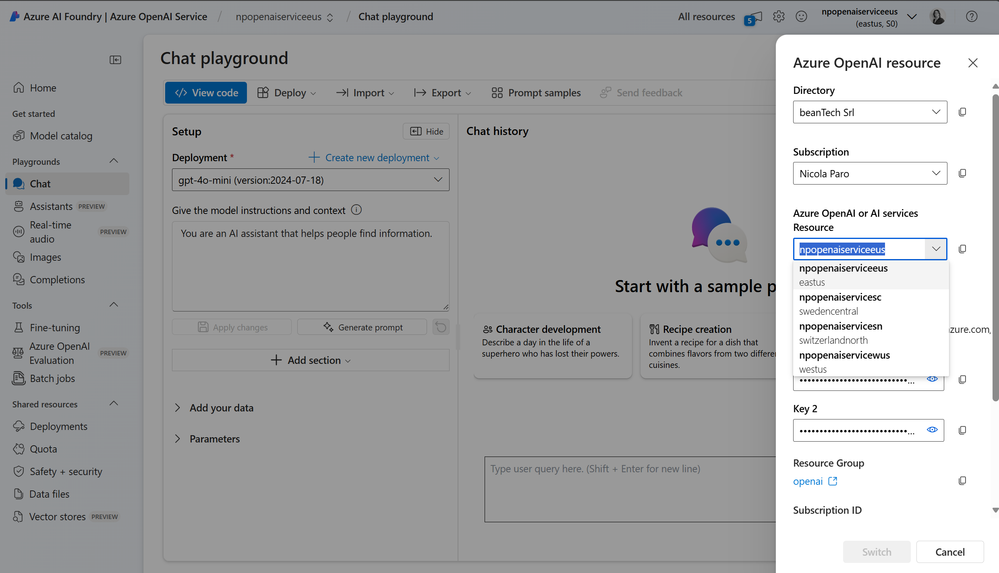 Azure AI Foundry | Azure OpenAI Service / npopenaiserviceeus / Chat playground
All resources
5
npopenaiserviceeus
(eastus, S0)
Home
Get started
Model catalog
Playgrounds
Chat
Assistants PREVIEW
Real-time
audio
PREVIEW
Images
Completions
Tools
Fine-tuning
Azure OpenAI
Evaluation
PREVIEW
Batch jobs
Shared resources
Deployments
Quota
Safety + security
Data files
Vector stores PREVIEW
Chat playground
View code
Deploy
Import
Export
Prompt samples
Send feedback
Setup
Hide
Deployment *
Create new deployment
gpt-4o-mini (version:2024-07-18)
Give the model instructions and context
You are an AI assistant that helps people find information.
Apply changes
Generate prompt
Add section
Add your data
Parameters
Chat history
Start with a sample p
Character development
Describe a day in the life of a
superhero who has lost their powers.
Recipe creation
Invent a recipe for a dish that
combines flavors from two differe
cuisines.
Type user query here. (Shift + Enter for new line)
Azure OpenAI resource
Directory
beanTech Srl
Subscription
Nicola Paro
Azure OpenAI or AI services
Resource
npopenaiserviceeus
npopenaiserviceeus
eastus
npopenaiservicesc
swedencentral
npopenaiservicesn
switzerlandnorth
npopenaiservicewus
westus
zure.com/
Key 2
Resource Group
openai
Subscription ID
Switch
Cancel